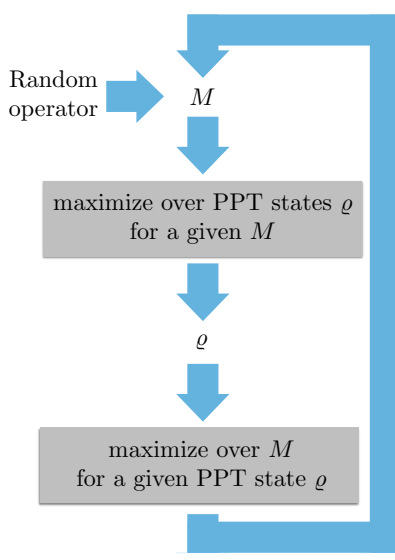 Random
operator
M
maximize over PPT states ϱ
for a given M
ϱ
maximize over M
for a given PPT state ϱ